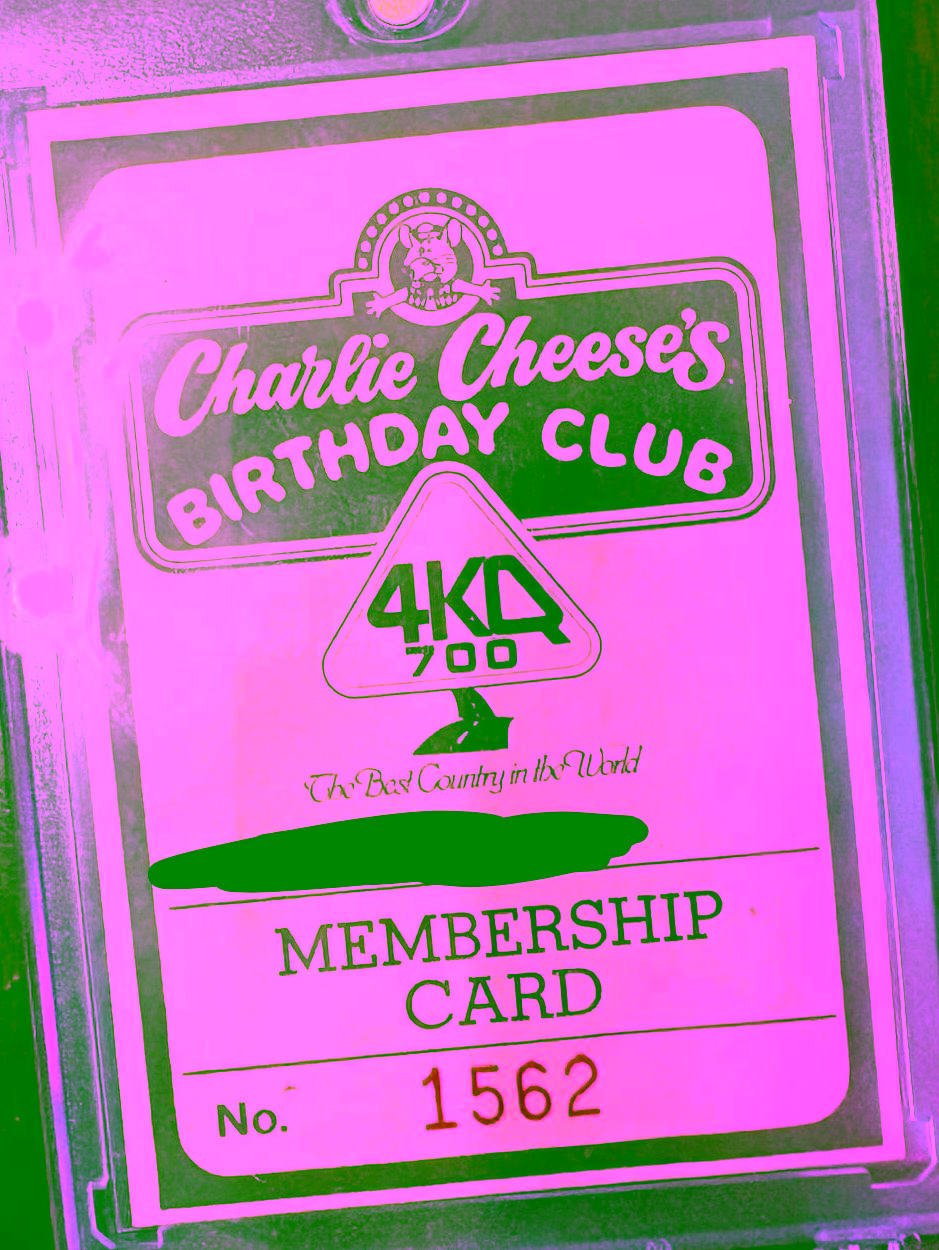 Charlie Cheese's
BIRTHDAY CLUB
4KQ
700
The Best Country in the World
MEMBERSHIP
CARD
No. 1562